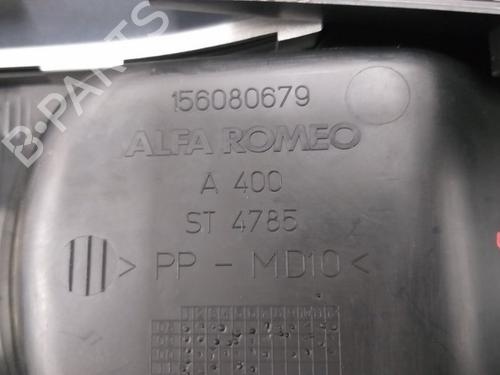 B-PARTS
156080679
ALFA ROMEO
A 400
ST 4785
>PP - MD10<